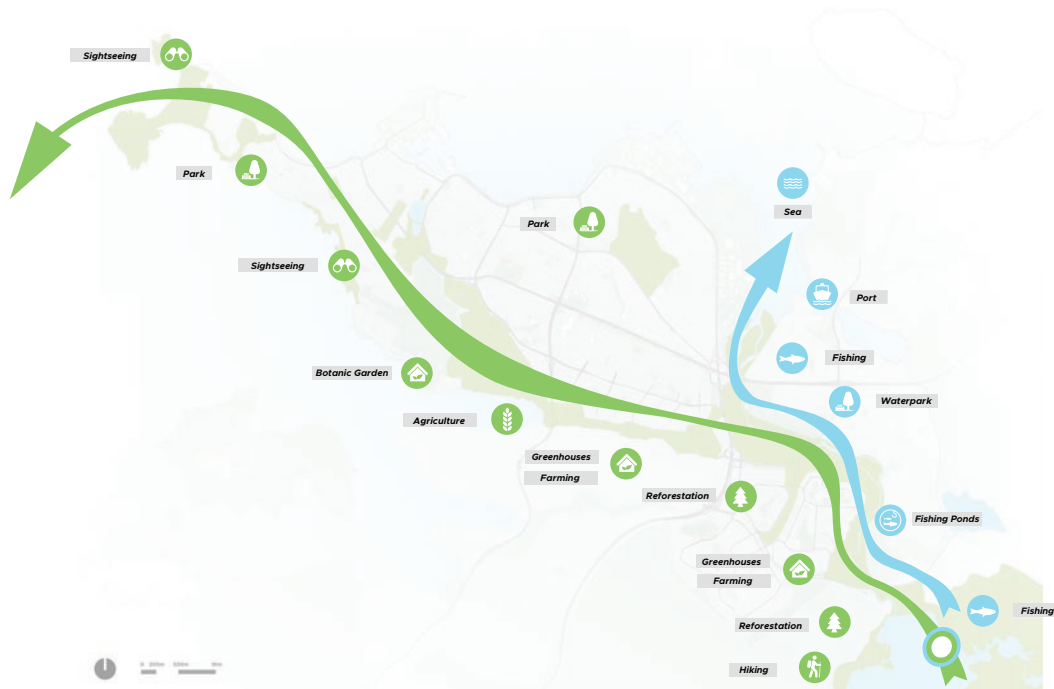 Sightseeing
Park
Sea
Park
Sightseeing
Port
Fishing
Botanic Garden
Waterpark
Agriculture
Greenhouses
Farming
Reforestation
Fishing Ponds
Greenhouses
Farming
Fishing
Reforestation
Hiking